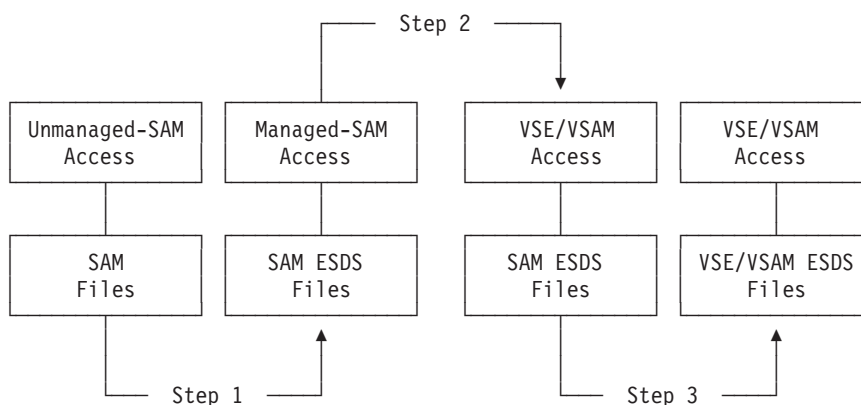 Step 2
Unmanaged-SAM
Access
Managed-SAM
Access
VSE/VSAM
Access
VSE/VSAM
Access
SAM
Files
SAM ESDS
Files
SAM ESDS
Files
VSE/VSAM ESDS
Files
Step 1
Step 3